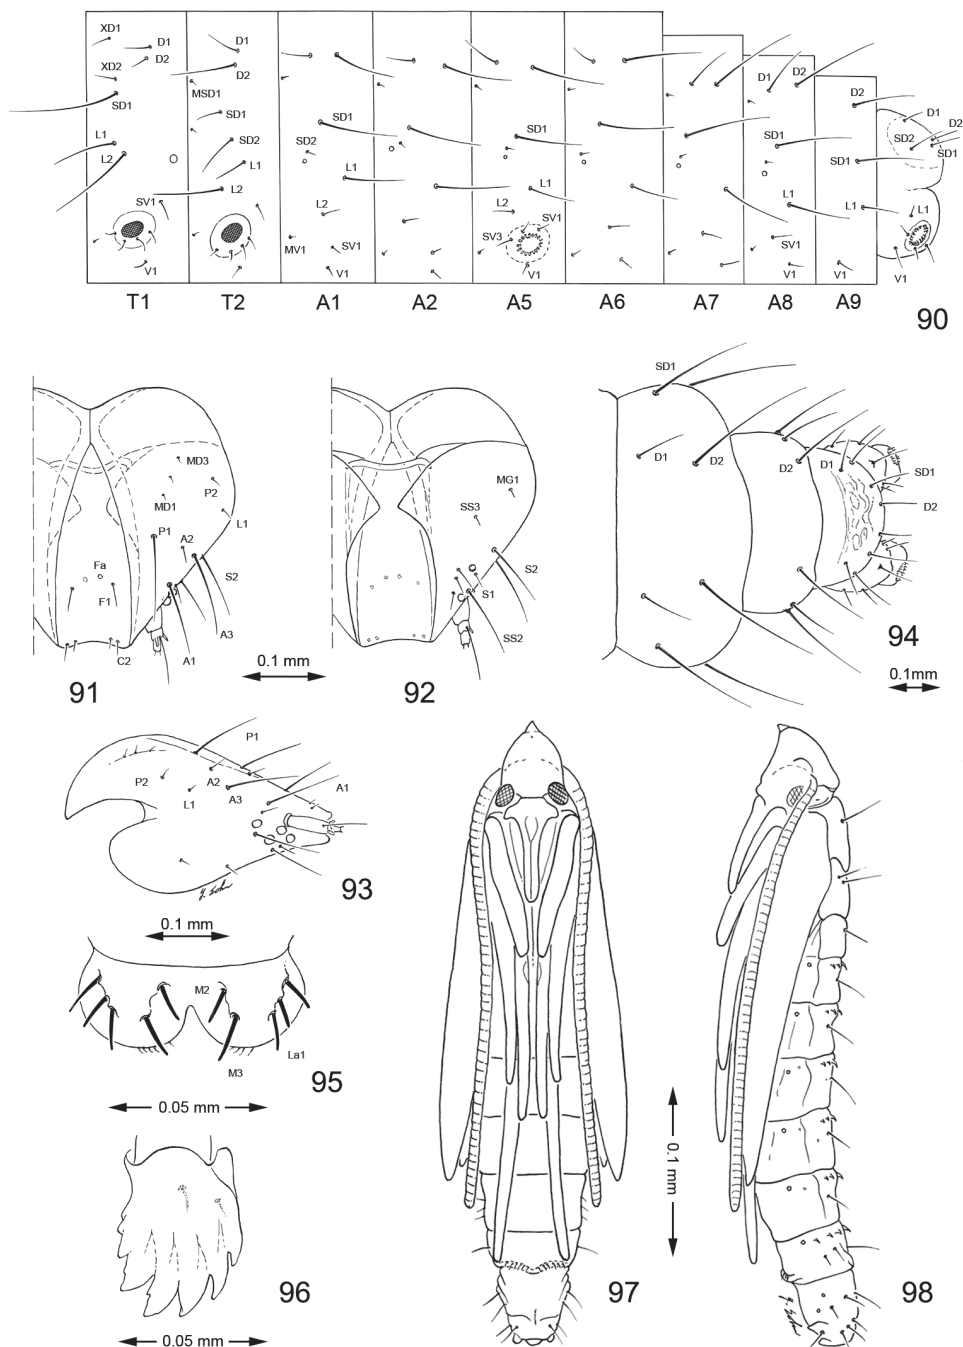 XD1 D1 D1
D2 D2
XD2 MSD1
SD1 SD1 SD1 SD1
L1 SD2 SD2
L2 L1 L1
L2 L2 L2 L1
SV1 SV1
SV3 MV1 SV1
V1 V1 V1
D1 D2 D2 D1
D2
SD1 SD2
SD1 SD1
L1 L1 L1
SV1
V1 V1 V1
T1 T2 A1 A2 A5 A6 A7 A8 A9
90
MD3
P2
MD1
L1
P1 A2
Fa
S2
F1
A3
C2 A1
91
0.1 mm
MG1
SS3
S2
S1
SS2
92
SD1
D1 D2 D2 D1 SD1
D2
94
0.1mm
P1
P2 A2 A1
L1 A3
J. Sohn
93
0.1 mm
M2
La1
M3
95
0.05 mm
96
0.05 mm
97
0.1 mm
98